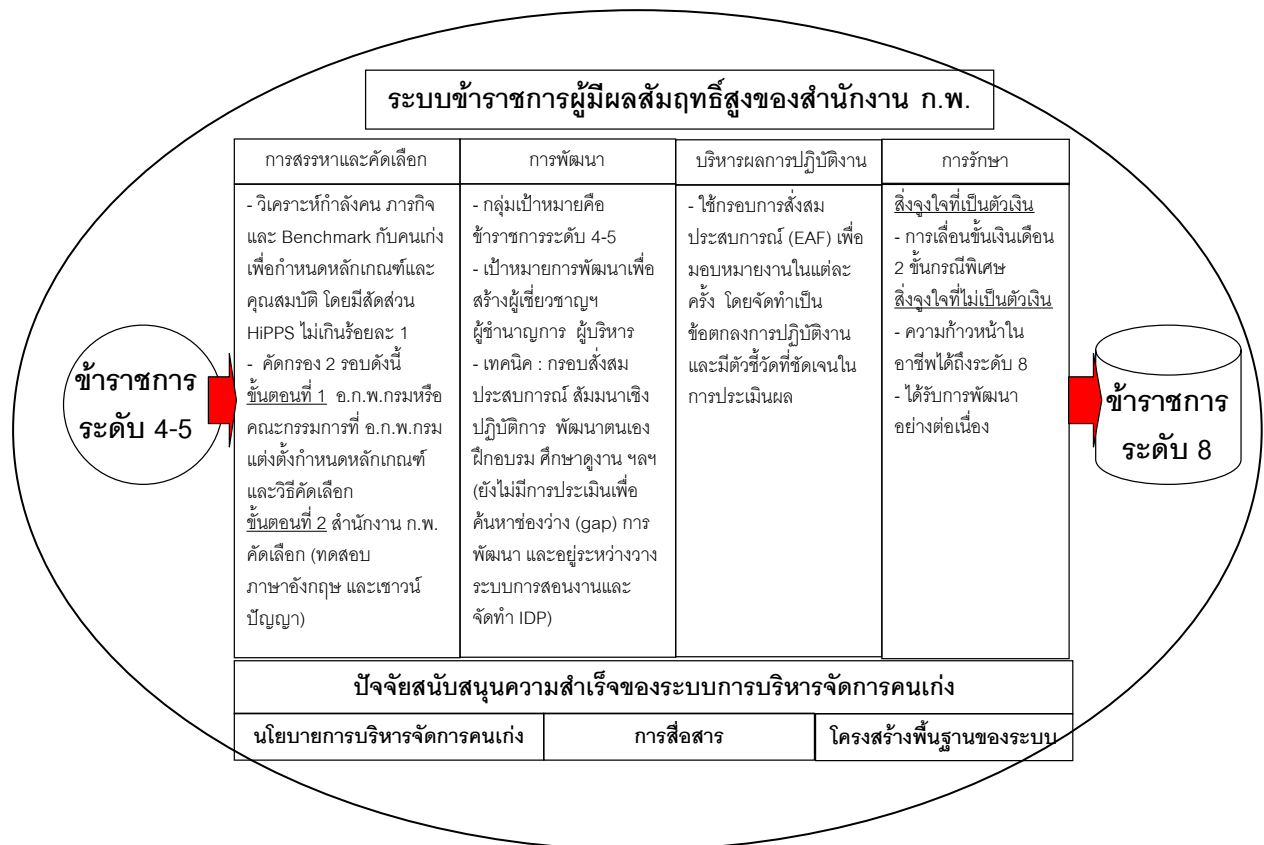 ระบบข้าราชการผู้มีผลสัมฤทธิ์สูงของสำนักงาน ก.พ.
ข้าราชการ
ระดับ 4-5
การสรรหาและคัดเลือก
- วิเคราะห์กำลังคน ภารกิจ
และ Benchmark กับคนเก่ง
เพื่อกำหนดหลักเกณฑ์และ
คุณสมบัติ โดยมีสัดส่วน
HiPPS ไม่เกินร้อยละ 1
- คัดกรอง 2 รอบดังนี้
ขั้นตอนที่ 1 อ.ก.พ.กรมหรือ
คณะกรรมการที่ อ.ก.พ.กรม
แต่งตั้งกำหนดหลักเกณฑ์
และวิธีคัดเลือก
ขั้นตอนที่ 2 สำนักงาน ก.พ.
คัดเลือก (ทดสอบ
ภาษาอังกฤษ และเชาวน์
ปัญญา)
การพัฒนา
- กลุ่มเป้าหมายคือ
ข้าราชการระดับ 4-5
- เป้าหมายการพัฒนาเพื่อ
สร้างผู้เชี่ยวชาญฯ
ผู้ชำนาญการ ผู้บริหาร
- เทคนิค : กรอบสั่งสม
ประสบการณ์ สัมมนาเชิง
ปฏิบัติการ พัฒนาตนเอง
ฝึกอบรม ศึกษาดูงาน ฯลฯ
(ยังไม่มีการประเมินเพื่อ
ค้นหาช่องว่าง (gap) การ
พัฒนา และอยู่ระหว่างวาง
ระบบการสอนงานและ
จัดทำ IDP)
บริหารผลการปฏิบัติงาน
- ใช้กรอบการสั่งสม
ประสบการณ์ (EAF) เพื่อ
มอบหมายงานในแต่ละ
ครั้ง โดยจัดทำเป็น
ข้อตกลงการปฏิบัติงาน
และมีตัวชี้วัดที่ชัดเจนใน
การประเมินผล
การรักษา
สิ่งจูงใจที่เป็นตัวเงิน
- การเลื่อนขั้นเงินเดือน
2 ขั้นกรณีพิเศษ
สิ่งจูงใจที่ไม่เป็นตัวเงิน
- ความก้าวหน้าใน
อาชีพได้ถึงระดับ 8
- ได้รับการพัฒนา
อย่างต่อเนื่อง
ข้าราชการ
ระดับ 8
ปัจจัยสนับสนุนความสำเร็จของระบบการบริหารจัดการคนเก่ง
นโยบายการบริหารจัดการคนเก่ง
การสื่อสาร
โครงสร้างพื้นฐานของระบบ